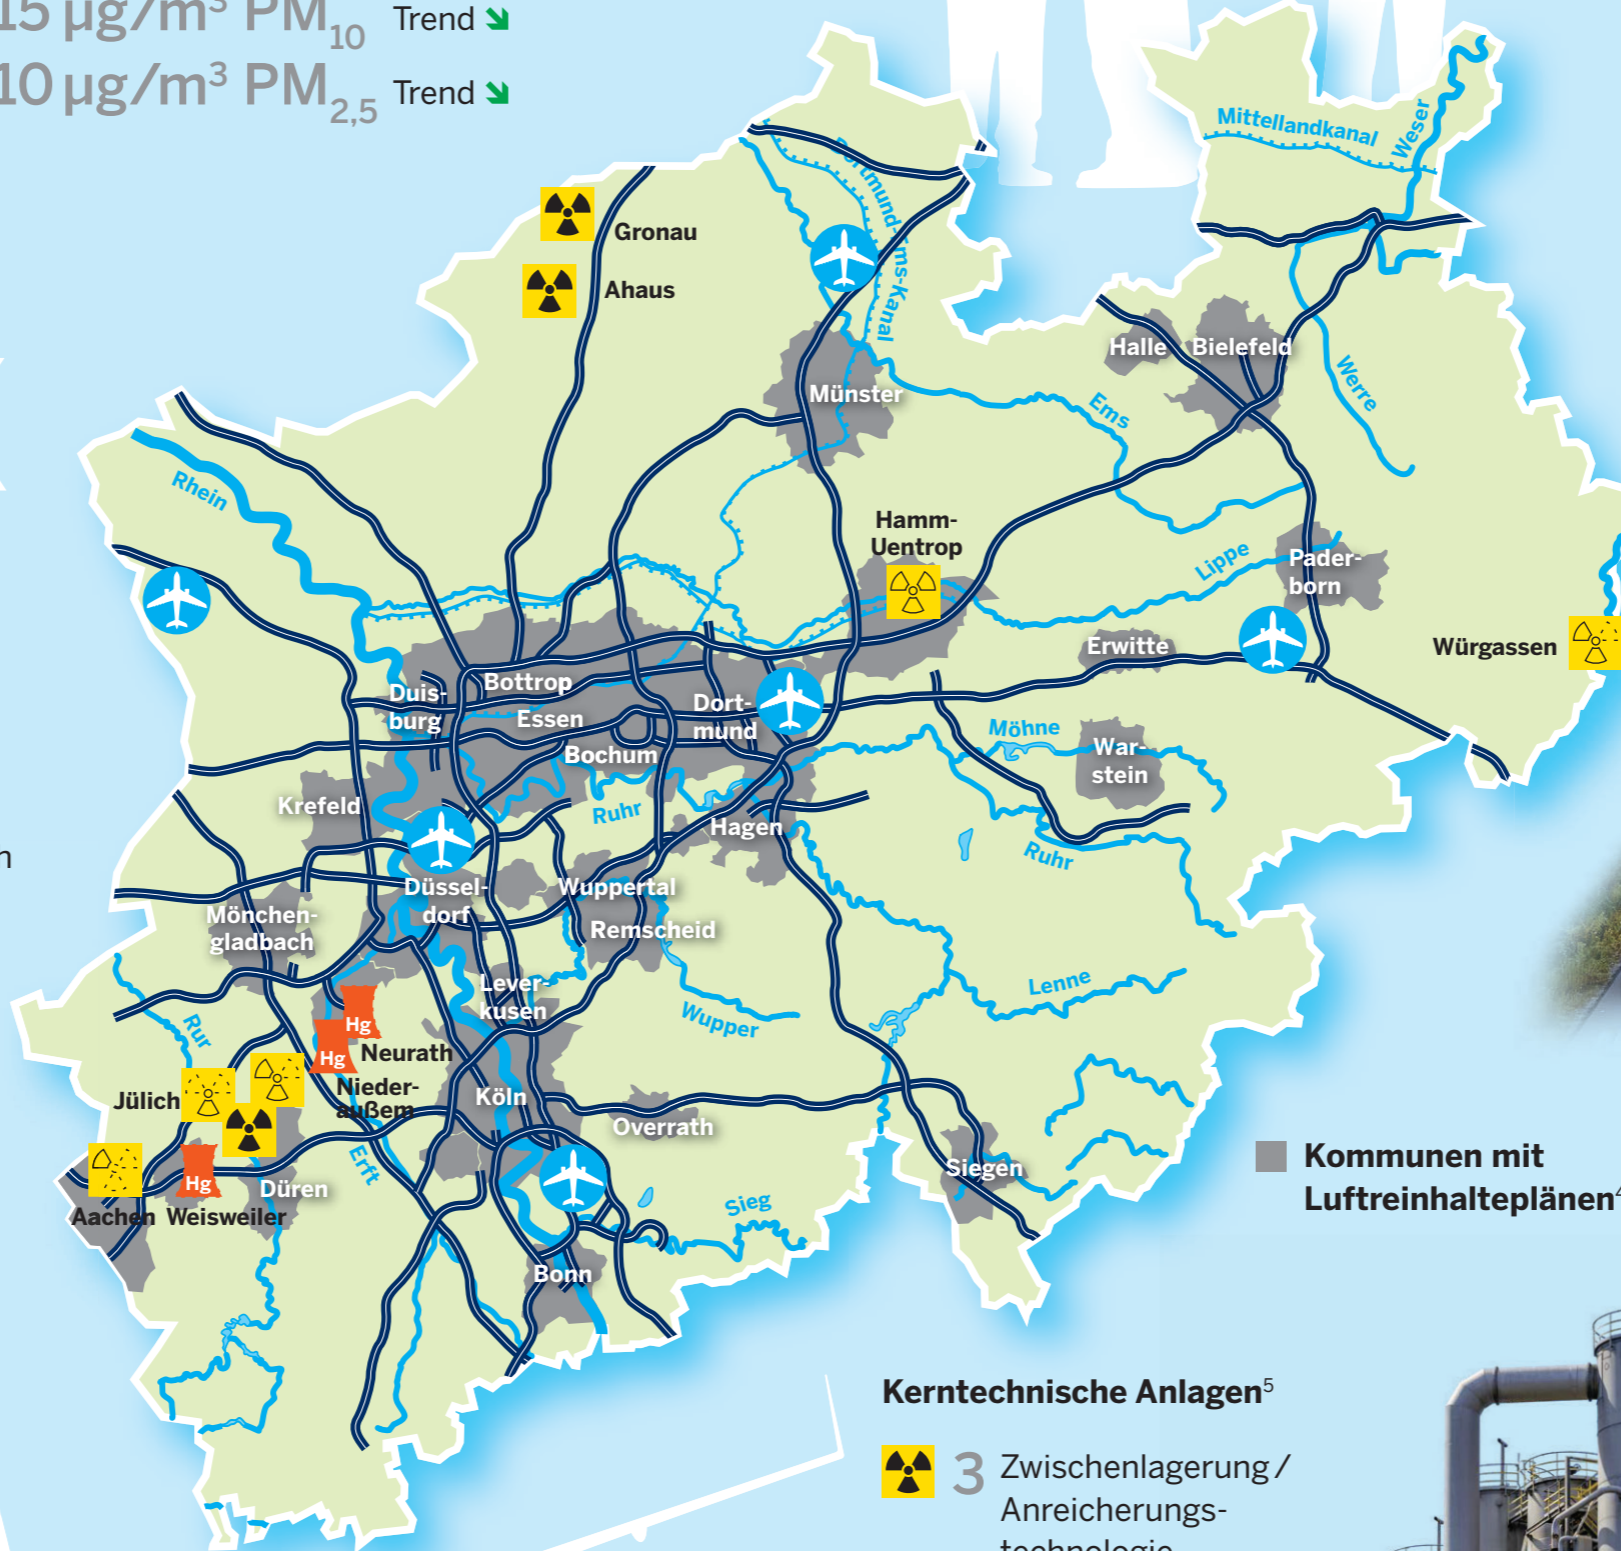 15 µg/m³ PM10 Trend
10 µg/m³ PM2,5 Trend
Mittellandkanal
Weser
Dortmund-Ems-Kanal
Gronau
Ahaus
Halle
Bielefeld
Münster
Werre
Ems
Rhein
Hamm-
Uentrop
Lippe
Pader-
born
Erwitte
Würgassen
Bottrop
Duis-
burg
Essen
Dort-
mund
Bochum
Möhne
War-
stein
Krefeld
Ruhr
Hagen
Ruhr
n
Düssel-
dorf
Wuppertal
Mönchen-
gladbach
Remscheid
Lever-
kusen
Lenne
Wupper
Rur
Hg
Hg
Neurath
Nieder-
außem
Jülich
Köln
Overrath
Erft
Siegen
Hg
Düren
Aachen
Weisweiler
Sieg
Bonn
Kommunen mit
Luftreinhalteplänen4
Kerntechnische Anlagen5
3 Zwischenlagerung /
Anreicherungs-
technologie